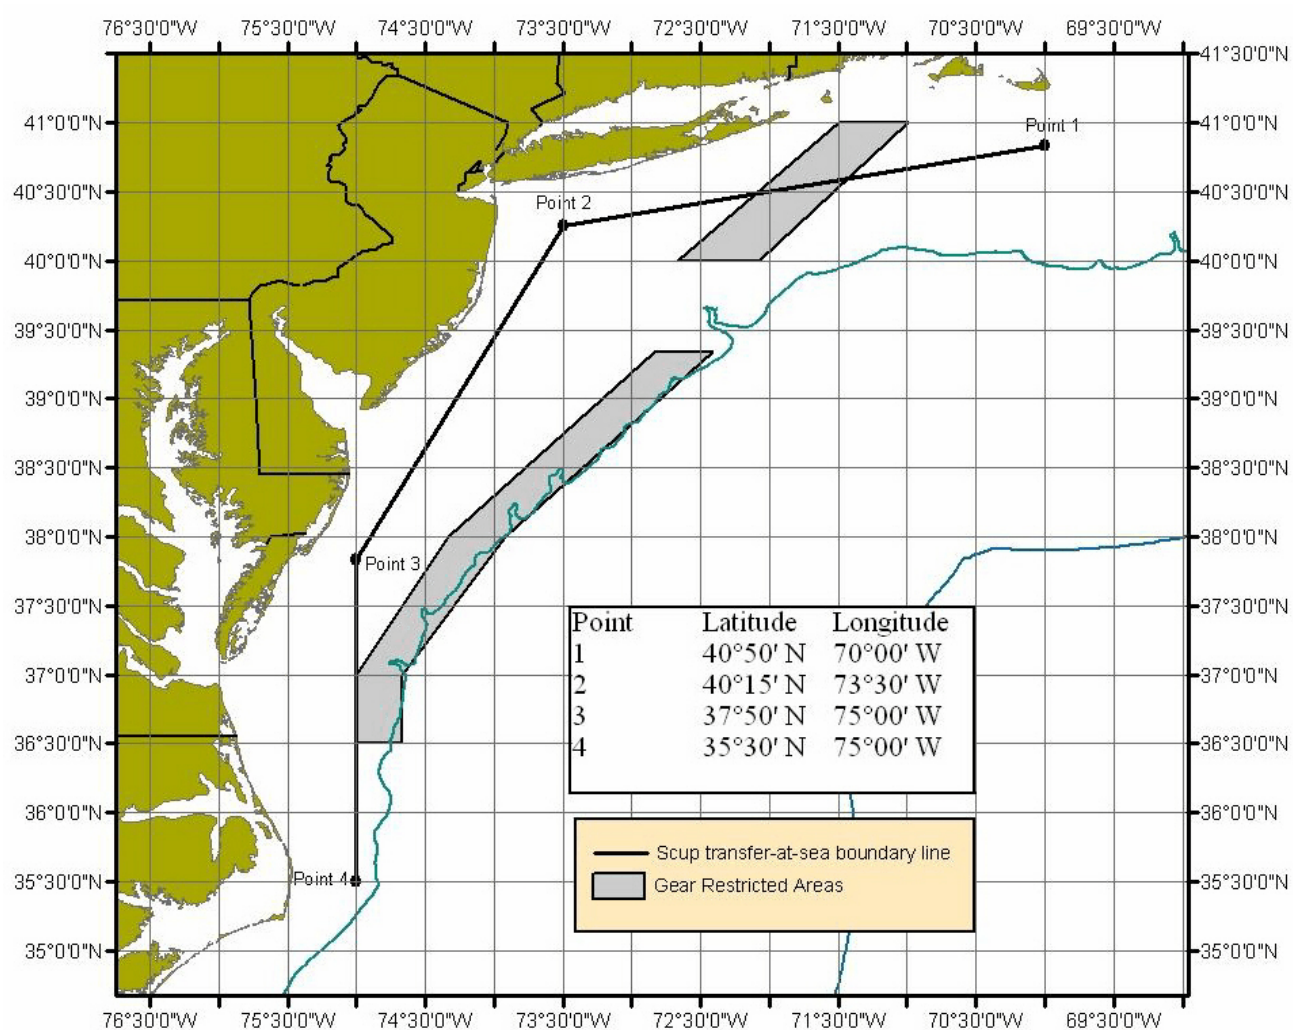 76°30'0"W 75°30'0"W 74°30'0"W 73°30'0"W 72°30'0"W 71°30'0"W 70°30'0"W 69°30'0"W
41°30'0"N
41°0'0"N 41°0'0"N
Point 1
40°30'0"N 40°30'0"N
Point 2
40°0'0"N 40°0'0"N
39°30'0"N 39°30'0"N
39°0'0"N 39°0'0"N
38°30'0"N 38°30'0"N
38°0'0"N 38°0'0"N
Point 3
37°30'0"N 37°30'0"N
Point Latitude Longitude
1 40°50' N 70°00' W
37°0'0"N 37°0'0"N
2 40°15' N 73°30' W
3 37°50' N 75°00' W
36°30'0"N 36°30'0"N
4 35°30' N 75°00' W
36°0'0"N 36°0'0"N
Scup transfer-at-sea boundary line
Point 4
35°30'0"N 35°30'0"N
Gear Restricted Areas
35°0'0"N 35°0'0"N
76°30'0"W 75°30'0"W 74°30'0"W 73°30'0"W 72°30'0"W 71°30'0"W 70°30'0"W 69°30'0"W